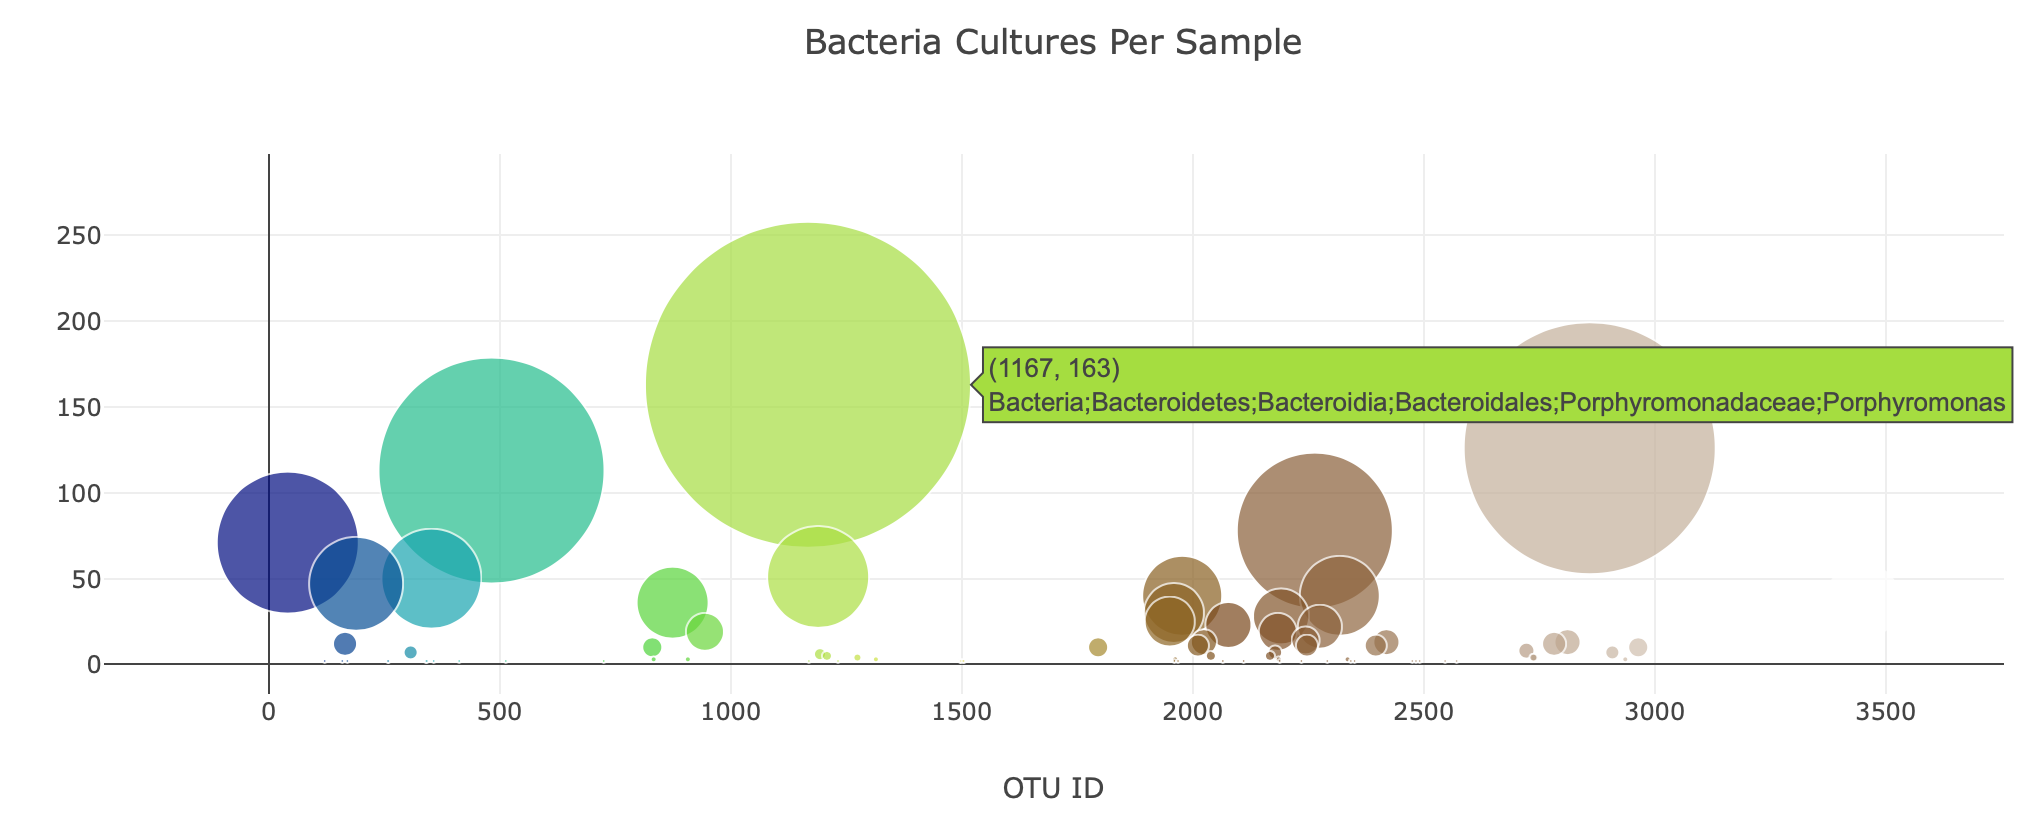 Bacteria Cultures Per Sample
250
200
150
100
50
0
(1167, 163)
Bacteria;Bacteroidetes;Bacteroidia;Bacteroidales;Porphyromonadaceae;Porphyromonas
0 500 1000 1500 2000 2500 3000 3500
OTU ID